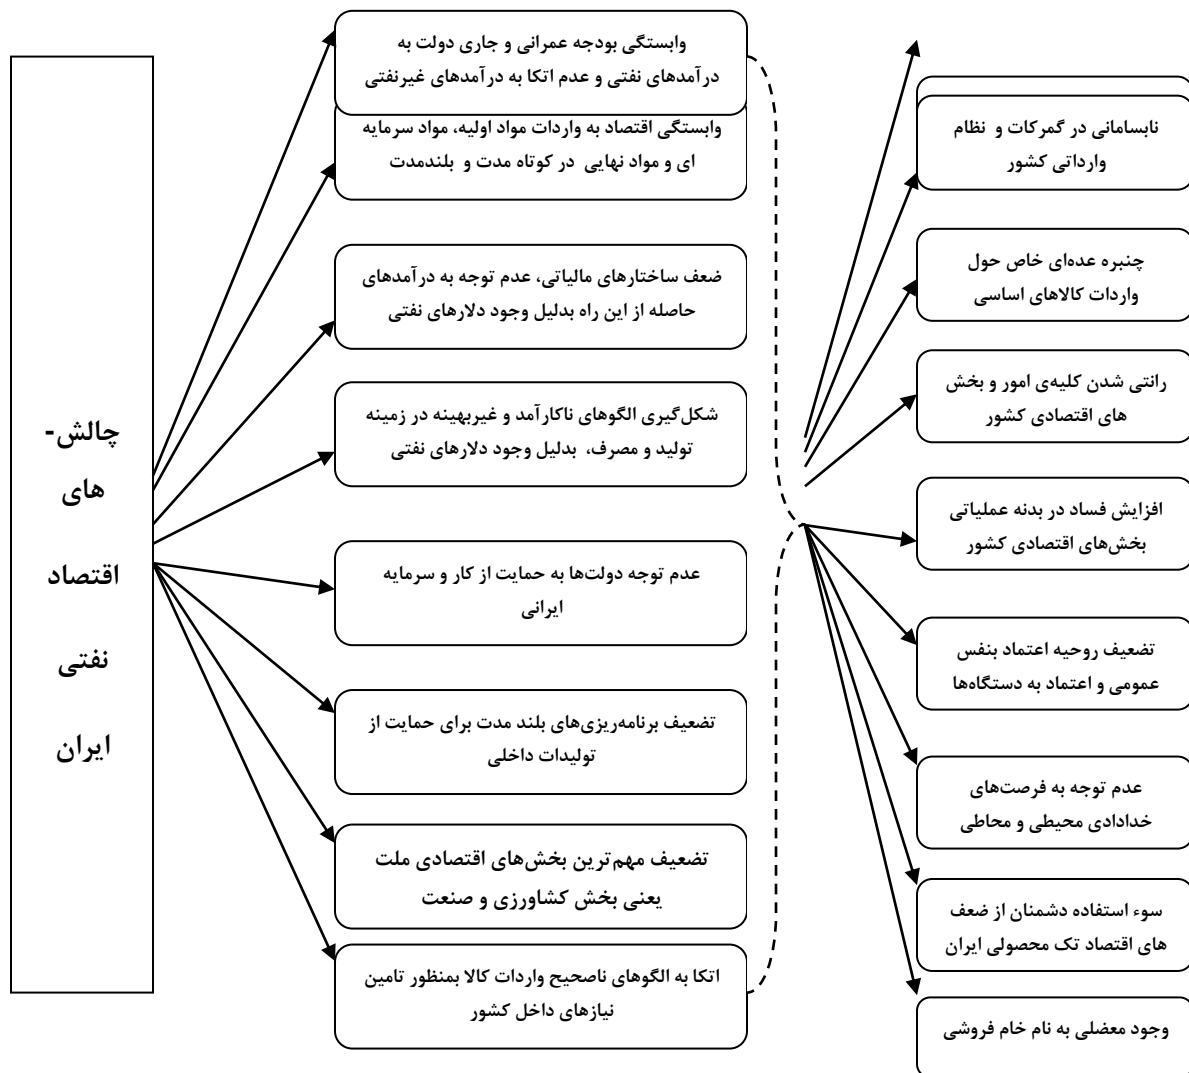 چالش-
های
اقتصاد
نفتی
ایران
وابستگی بودجه عمرانی و جاری دولت به
درآمدهای نفتی و عدم اتکا به درآمدهای غیرنفتی
وابستگی اقتصاد به واردات مواد اولیه، مواد سرمایه
ای و مواد نهایی در کوتاه مدت و بلندمدت
ضعف ساختارهای مالیاتی، عدم توجه به درآمدهای
حاصله از این راه بدلیل وجود دلارهای نفتی
شکل‌گیری الگوهای ناکارآمد و غیربهینه در زمینه
تولید و مصرف، بدلیل وجود دلارهای نفتی
عدم توجه دولت‌ها به حمایت از کار و سرمایه
ایرانی
تضعیف برنامه‌ریزی‌های بلند مدت برای حمایت از
تولیدات داخلی
تضعیف مهم‌ترین بخش‌های اقتصادی ملت
یعنی بخش کشاورزی و صنعت
اتکا به الگوهای ناصحیح واردات کالا بمنظور تامین
نیازهای داخل کشور
نابسامانی در گمرکات و نظام
وارداتی کشور
چنبره عده‌ای خاص حول
واردات کالاهای اساسی
رانتی شدن کلیه‌ی امور و بخش
های اقتصادی کشور
افزایش فساد در بدنه عملیاتی
بخش‌های اقتصادی کشور
تضعیف روحیه اعتماد بنفس
عمومی و اعتماد به دستگاه‌ها
عدم توجه به فرصت‌های
خدادادی محیطی و محاطی
سوء استفاده دشمنان از ضعف
های اقتصاد تک محصولی ایران
وجود معضلی به نام خام فروشی